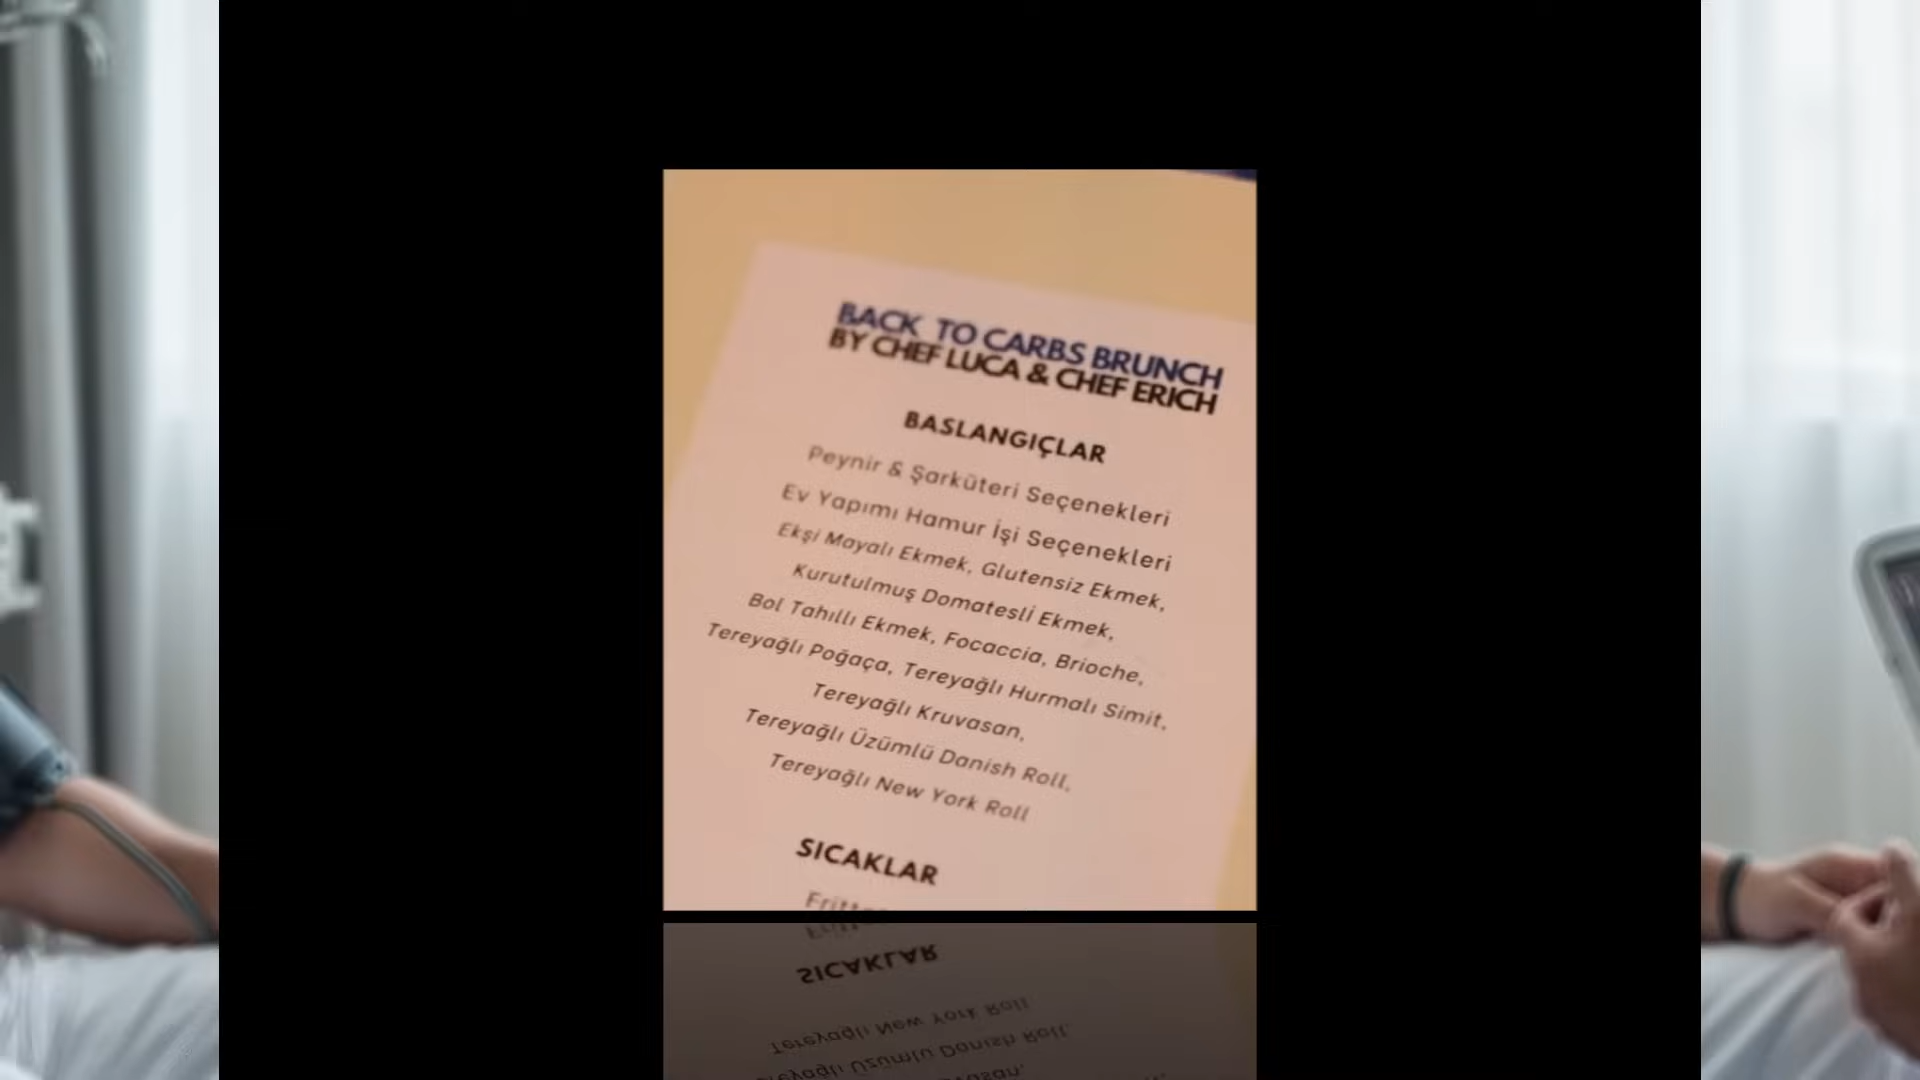 BACK TO CARBS BRUNCH
BY CHEF LUCA & CHEF ERICH
BASLANGIÇLAR
Peynir & Şarküteri Seçenekleri
Ev Yapımı Hamur İşi Seçenekleri
Ekşi Mayalı Ekmek, Glutensiz Ekmek,
Kurutulmuş Domatesli Ekmek,
Bol Tahıllı Ekmek, Focaccia, Brioche,
Tereyağlı Poğaça, Tereyağlı Hurmalı Simit,
Tereyağlı Kruvasan,
Tereyağlı Üzümlü Danish Roll,
Tereyağlı New York Roll
SICAKLAR